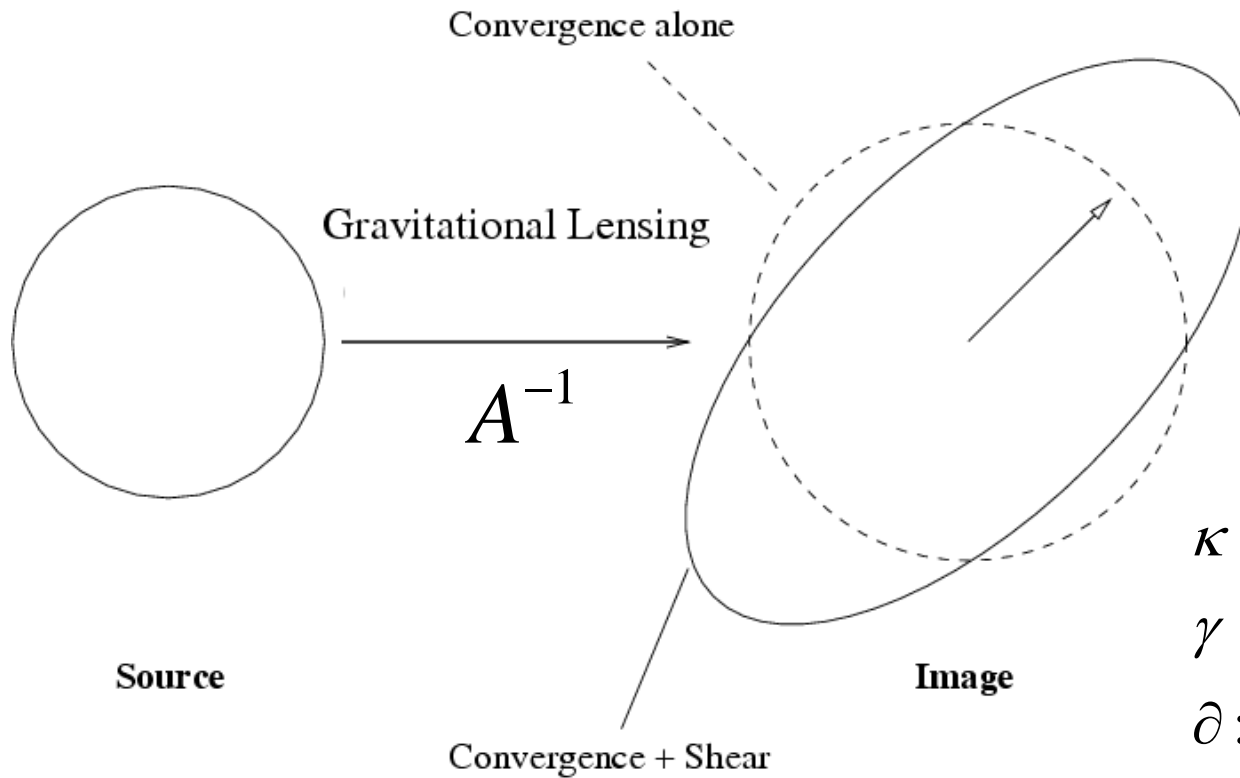 Convergence alone
Gravitational Lensing
A⁻¹
κ
γ
∂ :
Source
Image
Convergence + Shear